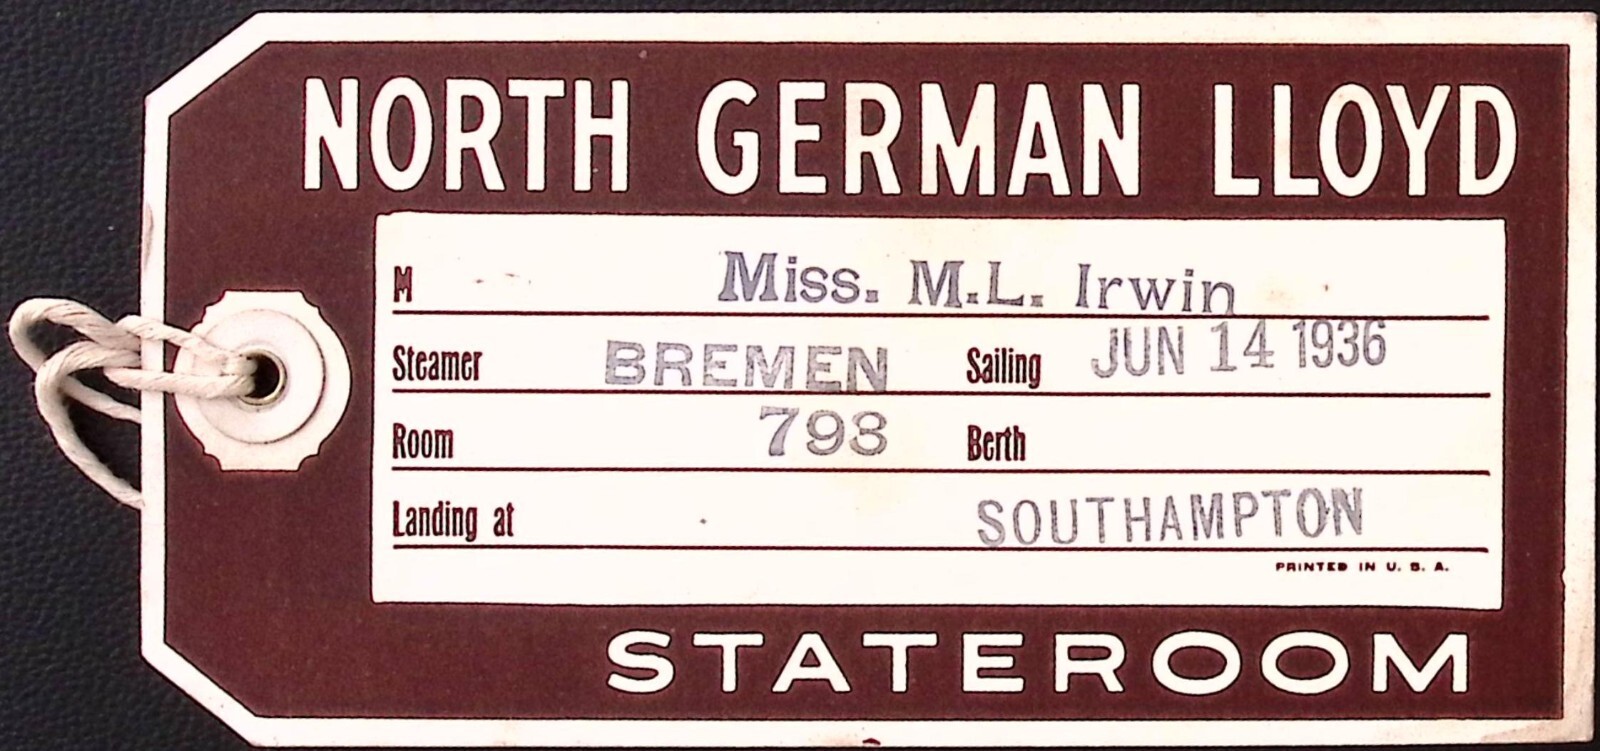 NORTH GERMAN LLOYD
M Miss. M.L. Irwin
Steamer BREMEN Sailing JUN 14 1936
Room 793 Berth
Landing at SOUTHAMPTON
PRINTED IN U. S. A.
STATEROOM